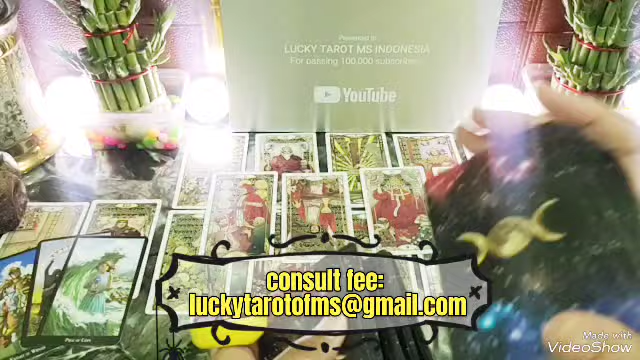 Presented to
LUCKY TAROT MS INDONESIA
For passing 100,000 subscribers
YouTube
consult fee:
luckytarotofms@gmail.com
Made with
VideoShow